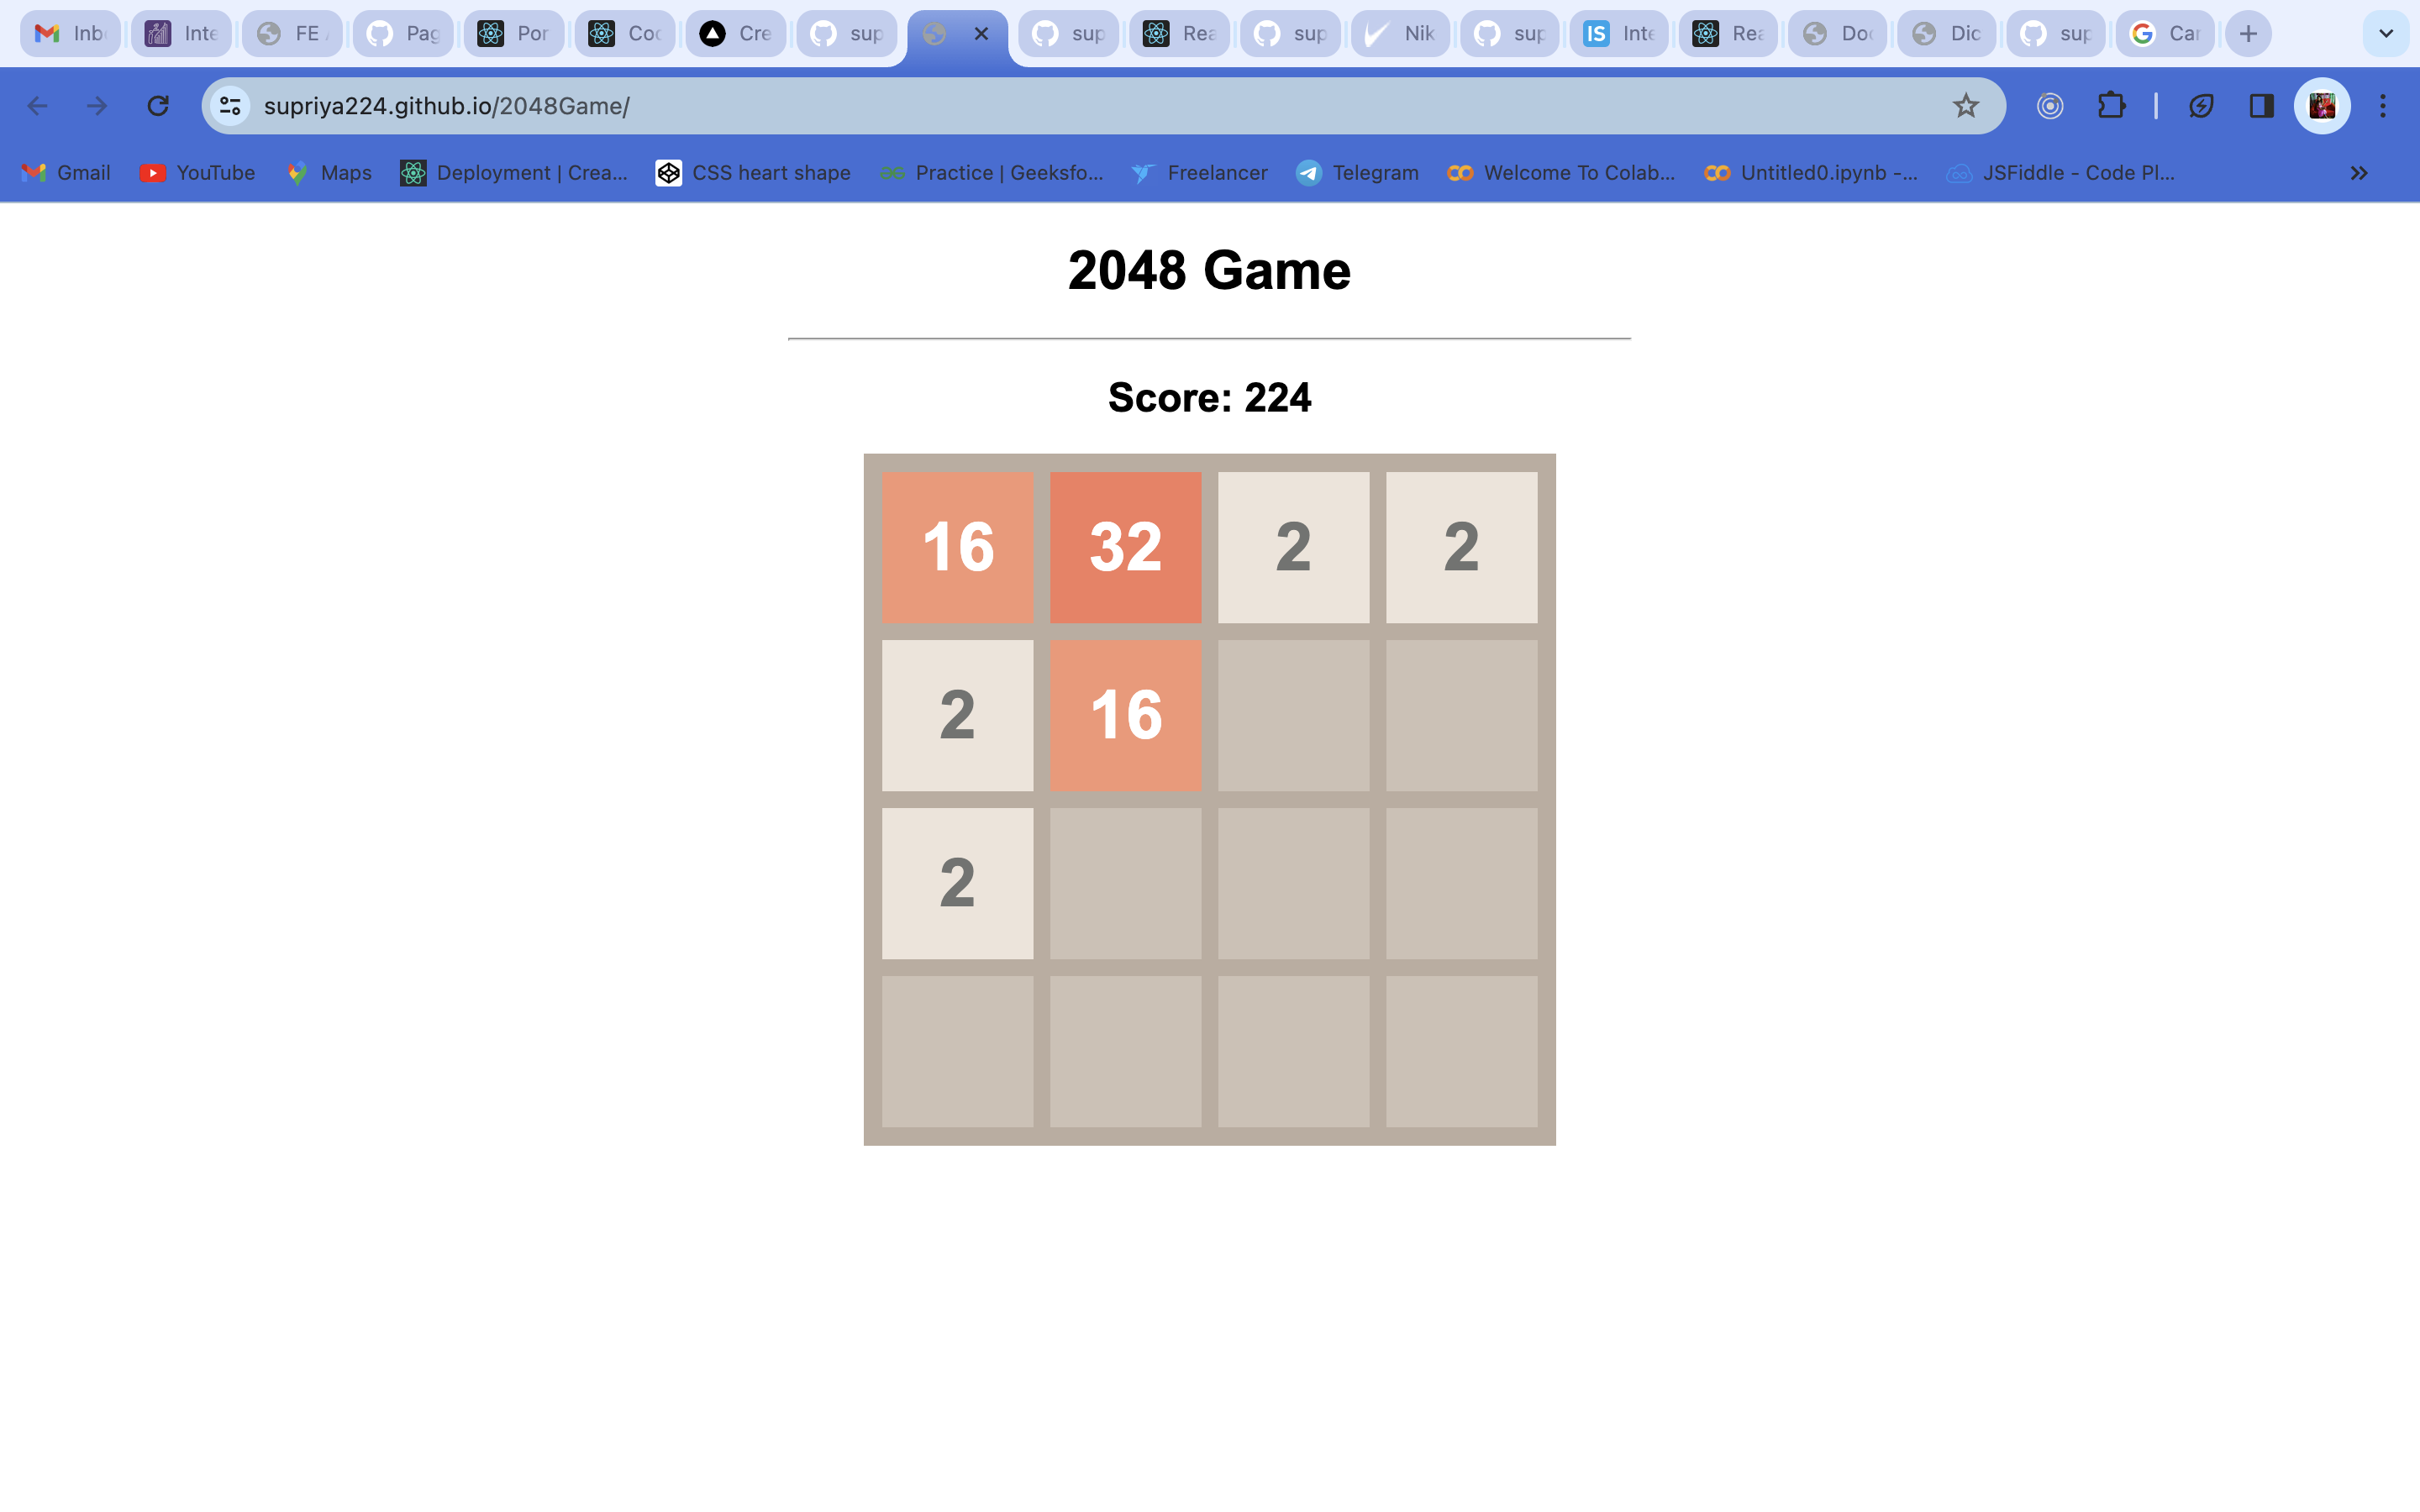 Inb Inte FE Pag Por Coc Cre sup sup Rea sup Nik sup IS Inte Rea Doc Dic sup Car
supriya224.github.io/2048Game/
Gmail YouTube Maps Deployment | Crea... CSS heart shape Practice | Geeksfo... Freelancer Telegram Welcome To Colab... Untitled0.ipynb -... JSFiddle - Code Pl...
2048 Game
Score: 224
16 32 2 2
2 16
2